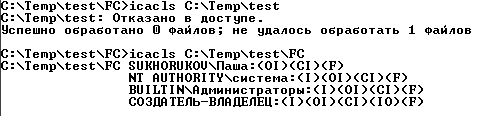 C:\Temp\test\FC>icacls C:\Temp\test
C:\Temp\test: Отказано в доступе.
Успешно обработано 0 файлов; не удалось обработать 1 файлов
C:\Temp\test\FC>icacls C:\Temp\test\FC
C:\Temp\test\FC SUKHORUKOV\Паша:(OI)(CI)(F)
NT AUTHORITY\система:(I)(OI)(CI)(F)
BUILTIN\Администраторы:(I)(OI)(CI)(F)
СОЗДАТЕЛЬ-ВЛАДЕЛЕЦ:(I)(OI)(CI)(IO)(F)